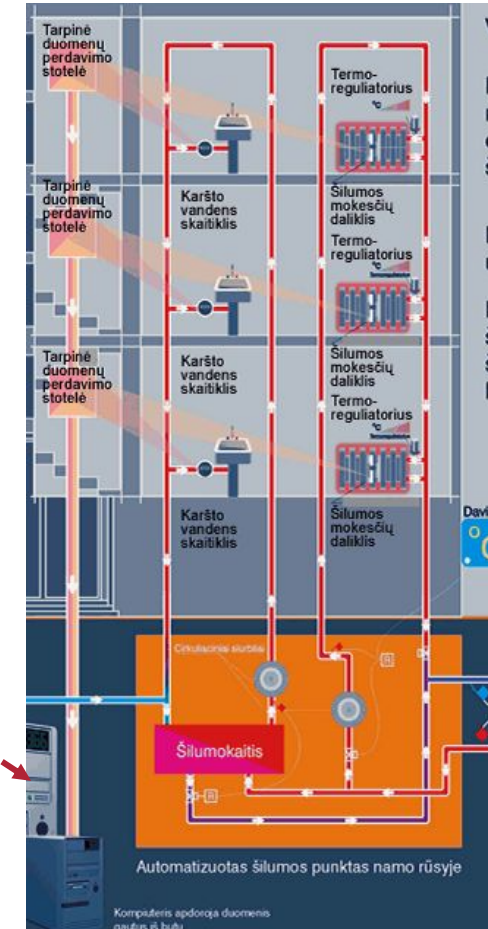 Tarpinė
duomenų
perdavimo
stotelė
Termo-
reguliatorius
°C
Karšto
vandens
skaitiklis
Šilumos
mokesčių
daliklis
Tarpinė
duomenų
perdavimo
stotelė
Termo-
reguliatorius
°C
Karšto
vandens
skaitiklis
Šilumos
mokesčių
daliklis
Tarpinė
duomenų
perdavimo
stotelė
Termo-
reguliatorius
°C
Karšto
vandens
skaitiklis
Šilumos
mokesčių
daliklis
Davi
Cirkuliaciniai siurbliai
R
Šilumokaitis
R
Automatizuotas šilumos punktas namo rūsyje
Kompiuteris apdoroja duomenis
gautus iš butų